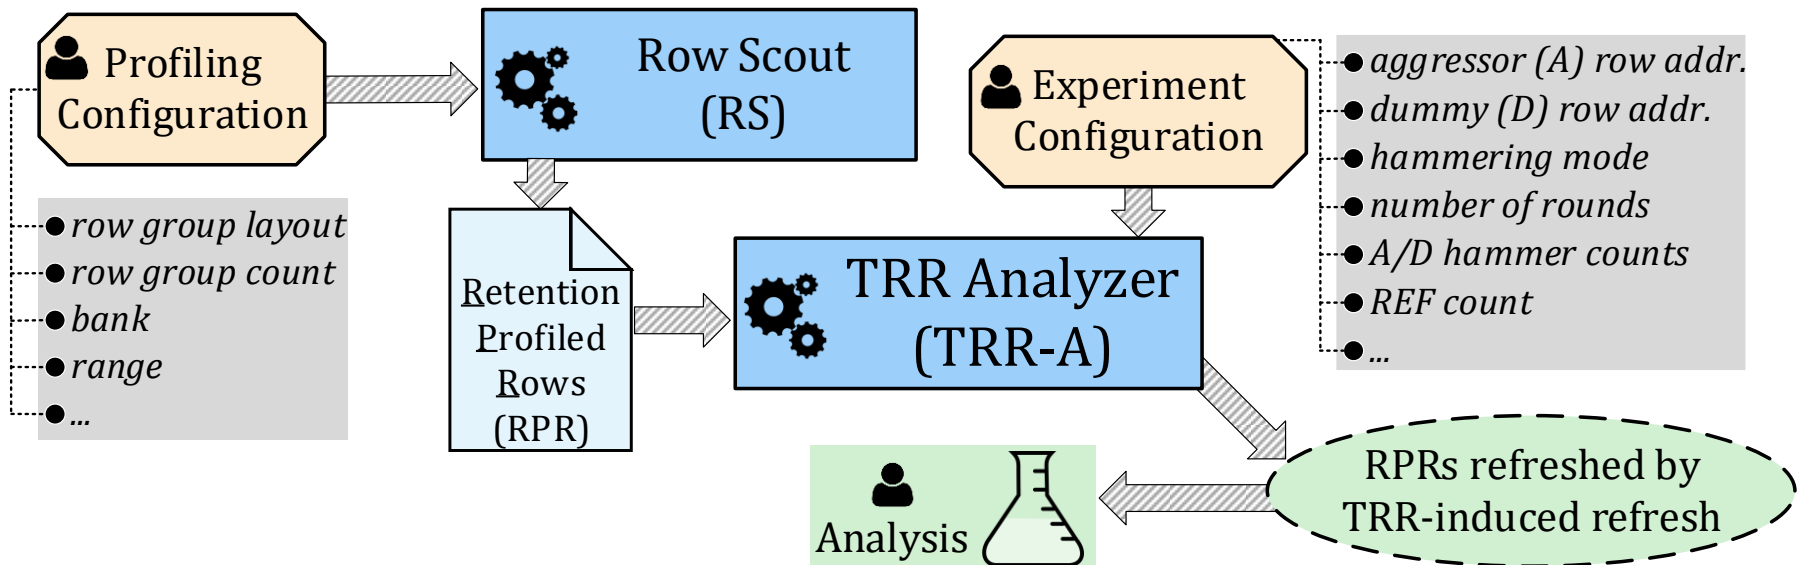 Profiling
Configuration
row group layout
row group count
bank
range
...
Row Scout
(RS)
Retention
Profiled
Rows
(RPR)
Experiment
Configuration
aggressor (A) row addr.
dummy (D) row addr.
hammering mode
number of rounds
A/D hammer counts
REF count
...
TRR Analyzer
(TRR-A)
RPRs refreshed by
TRR-induced refresh
Analysis